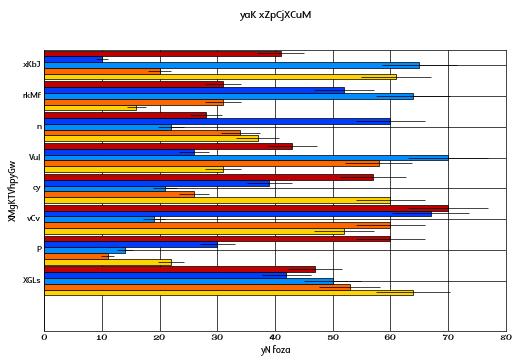 yaK xZpCjXCuM
XMgKTVhpyGw
xKbJ
rkMf
n
Vul
cy
vCv
P
XGLs
0 10 20 30 40 50 60 70 80
yN foza